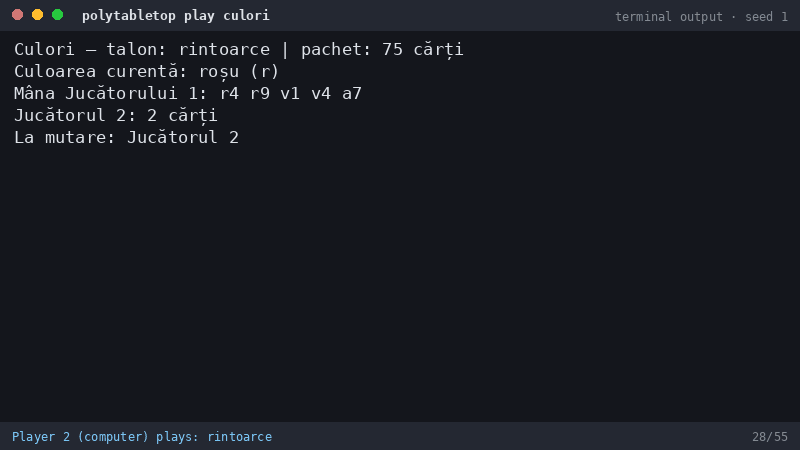 polytabletop play culori
terminal output · seed 1
Culori — talon: rintoarce | pachet: 75 cărți
Culoarea curentă: roșu (r)
Mâna Jucătorului 1: r4 r9 v1 v4 a7
Jucătorul 2: 2 cărți
La mutare: Jucătorul 2
Player 2 (computer) plays: rintoarce
28/55